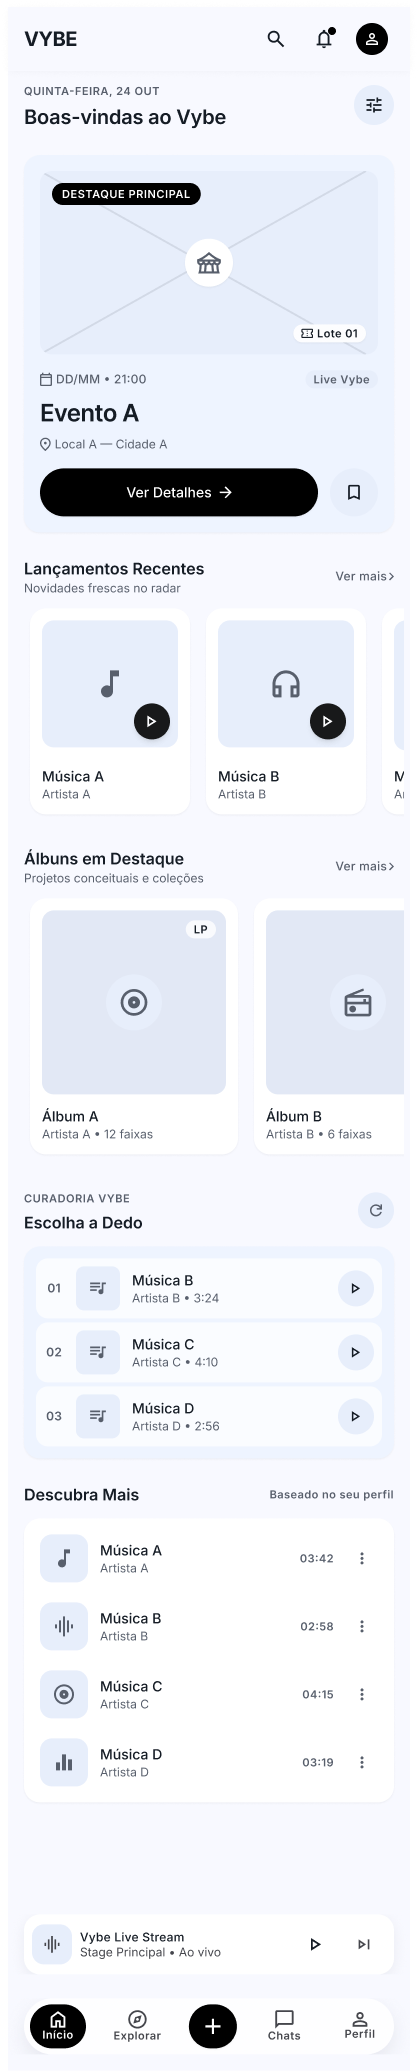 VYBE
QUINTA-FEIRA, 24 OUT
Boas-vindas ao Vybe
DESTAQUE PRINCIPAL
Lote 01
DD/MM • 21:00
Live Vybe
Evento A
Local A — Cidade A
Ver Detalhes →
Lançamentos Recentes
Novidades frescas no radar
Ver mais
Música A
Artista A
Música B
Artista B
M
Ar
Álbuns em Destaque
Projetos conceituais e coleções
Ver mais
LP
Álbum A
Artista A • 12 faixas
Álbum B
Artista B • 6 faixas
CURADORIA VYBE
Escolha a Dedo
01
Música B
Artista B • 3:24
02
Música C
Artista C • 4:10
03
Música D
Artista D • 2:56
Descubra Mais
Baseado no seu perfil
Música A
Artista A
03:42
Música B
Artista B
02:58
Música C
Artista C
04:15
Música D
Artista D
03:19
Vybe Live Stream
Stage Principal • Ao vivo
Início
Explorar
Chats
Perfil